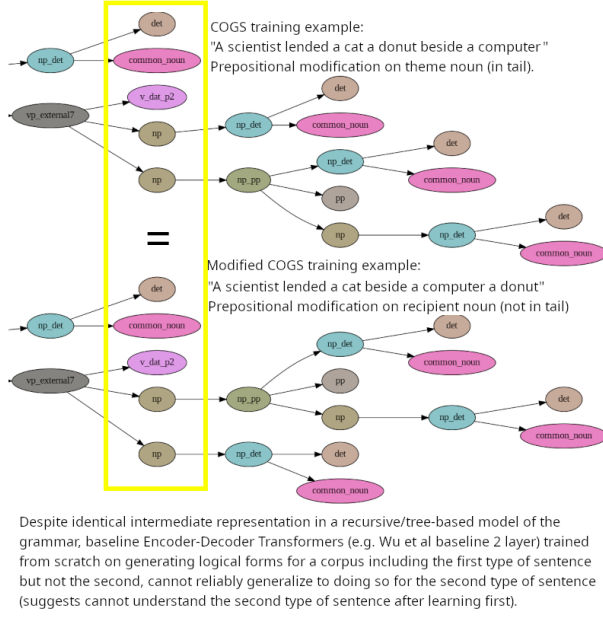 det
COGS training example:
"A scientist lended a cat a donut beside a computer"
Prepositional modification on theme noun (in tail).
np_det
common_noun
det
v_dat_p2
vp_external7
np
np_det
common_noun
det
np_det
np
np_pp
common_noun
pp
det
np
np_det
common_noun
=
Modified COGS training example:
"A scientist lended a cat beside a computer a donut"
Prepositional modification on recipient noun (not in tail)
det
np_det
common_noun
det
np_det
v_dat_p2
common_noun
vp_external7
pp
np
np_pp
det
np
np_det
common_noun
np
np_det
det
common_noun
Despite identical intermediate representation in a recursive/tree-based model of the
grammar, baseline Encoder-Decoder Transformers (e.g. Wu et al baseline 2 layer) trained
from scratch on generating logical forms for a corpus including the first type of sentence
but not the second, cannot reliably generalize to doing so for the second type of sentence
(suggests cannot understand the second type of sentence after learning first).